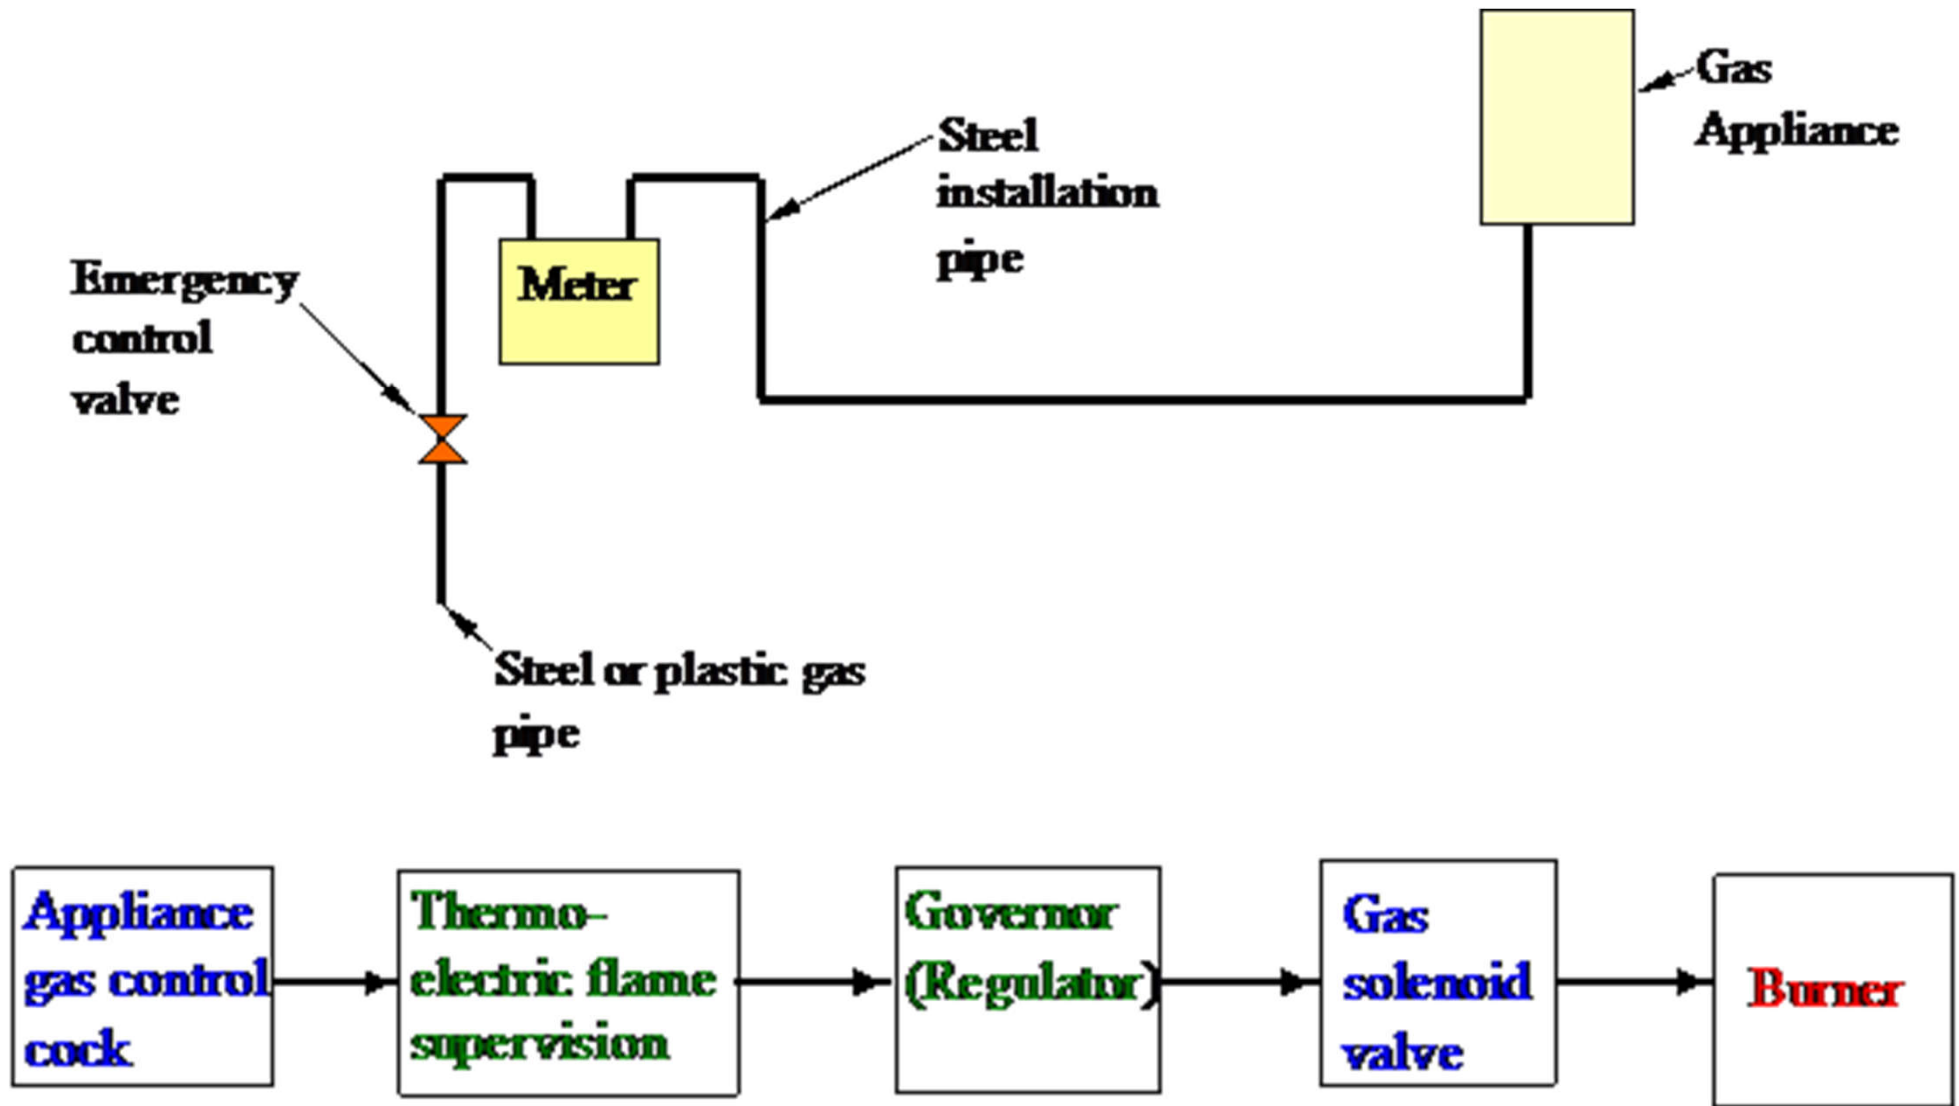 Gas
Appliance
Steel
installation
pipe
Emergency
control
valve
Meter
Steel or plastic gas
pipe
Appliance
gas control
cock
Thermo-
electric flame
supervision
Governor
(Regulator)
Gas
solenoid
valve
Burner